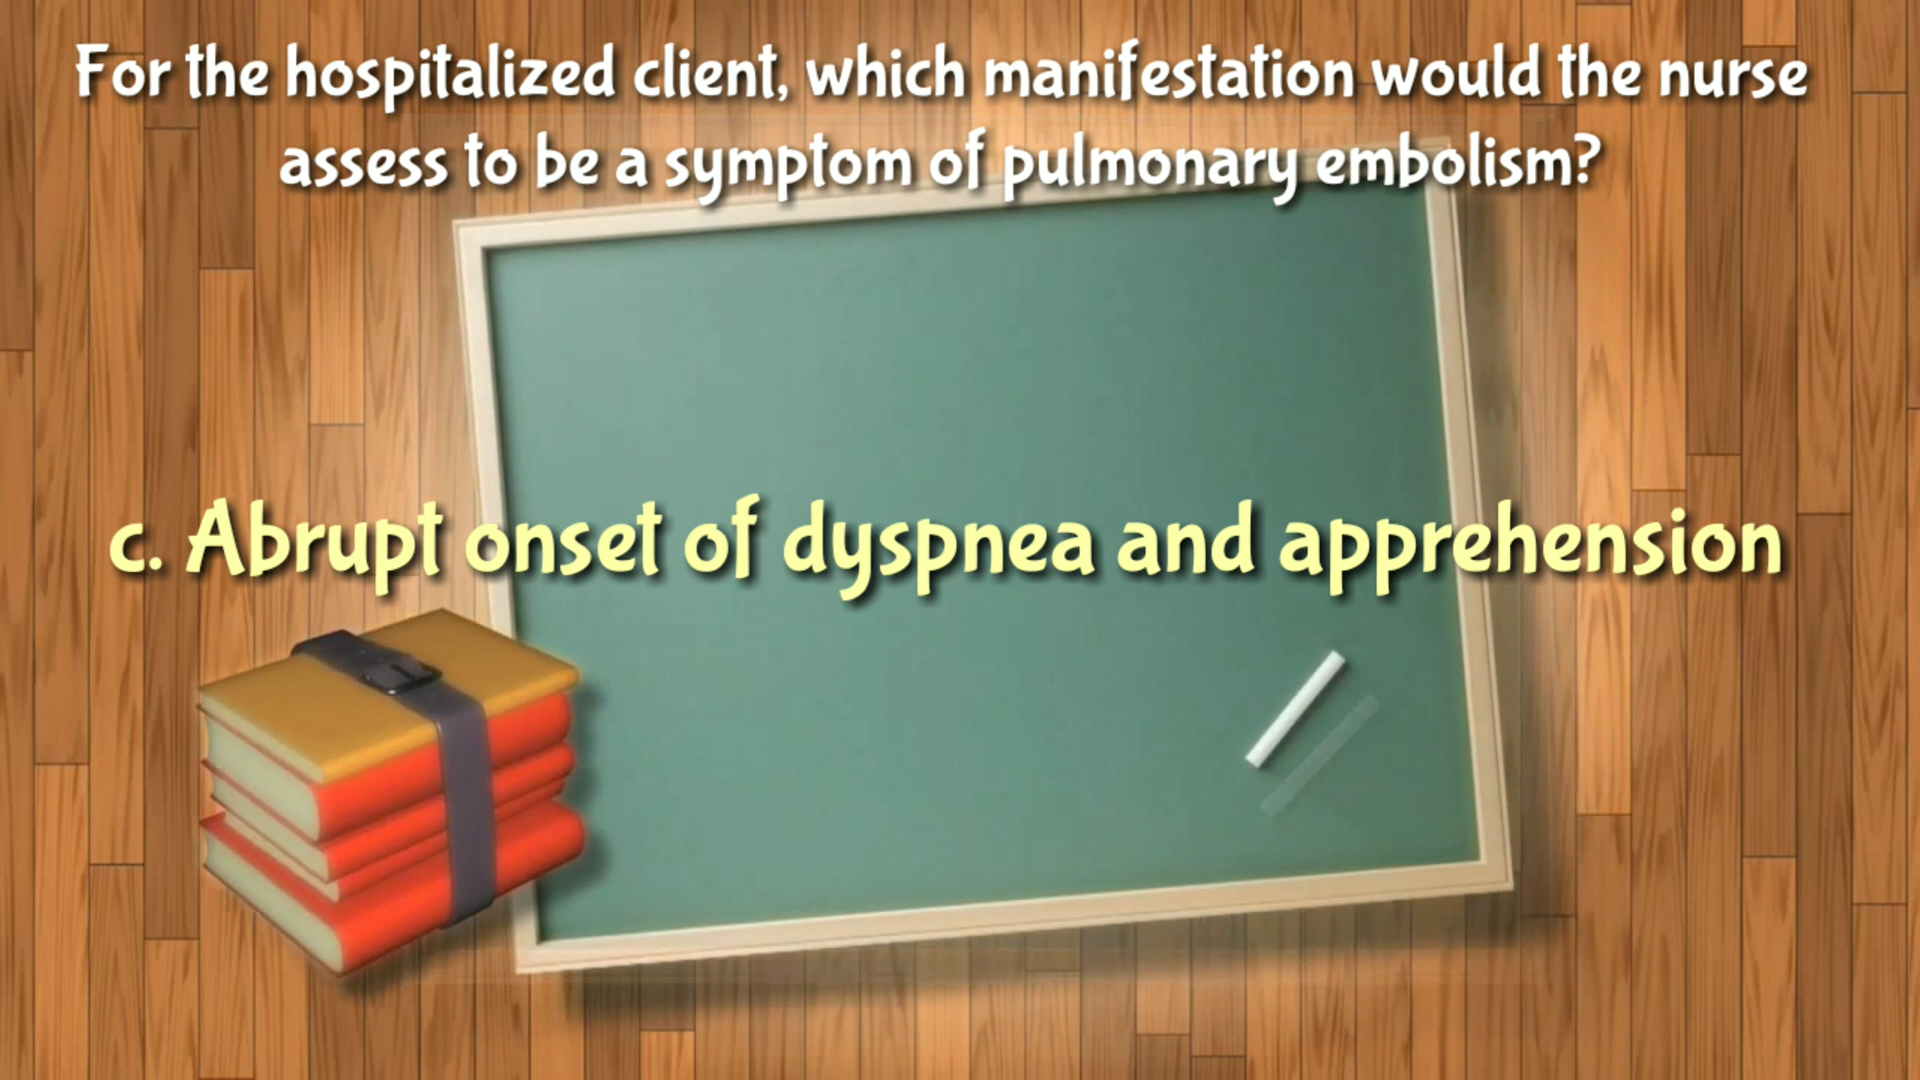 For the hospitalized client, which manifestation would the nurse
assess to be a symptom of pulmonary embolism?
c. Abrupt onset of dyspnea and apprehension